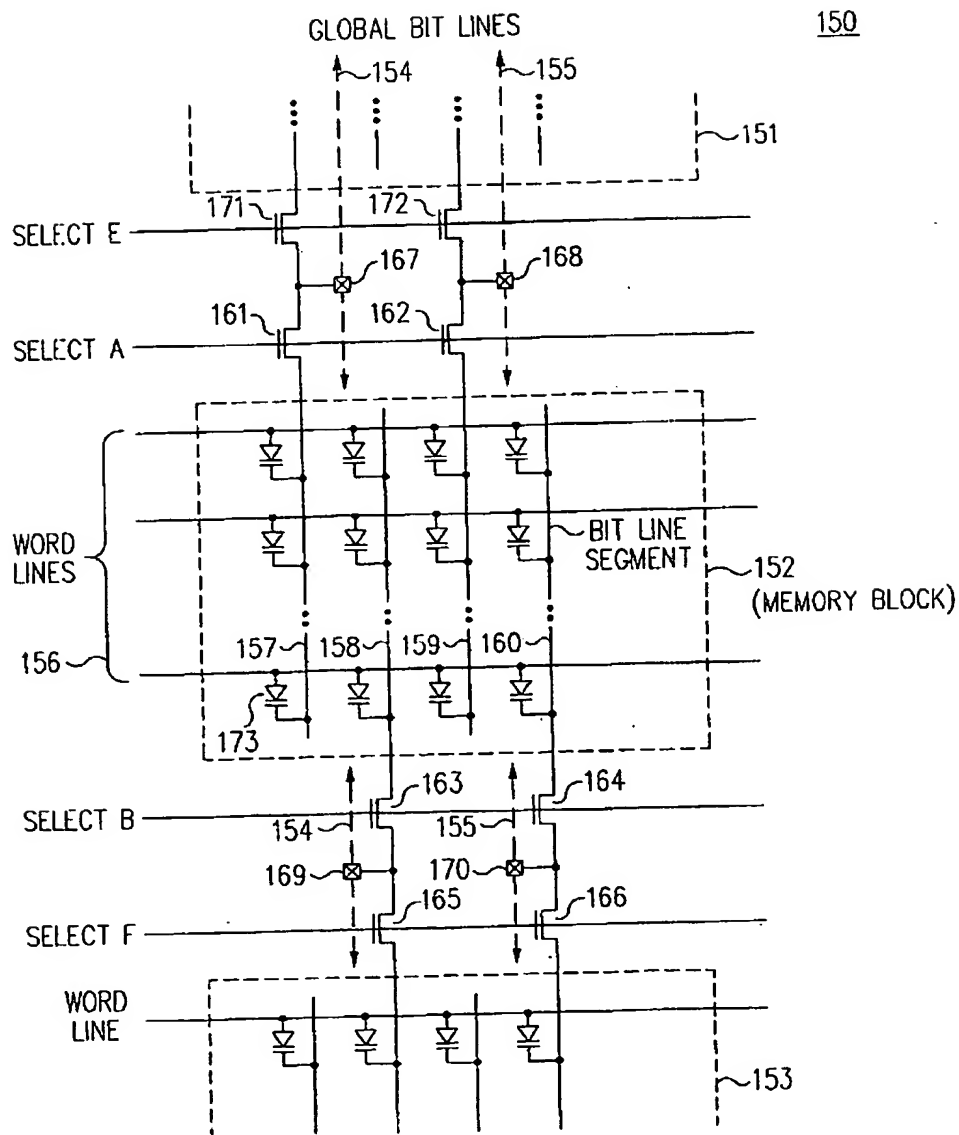 150
GLOBAL BIT LINES
154
155
151
171
172
SELECT E
167
168
161
162
SELECT A
WORD
LINES
BIT LINE
SEGMENT
152
(MEMORY BLOCK)
157
158
159
160
156
173
163
164
SELECT B
154
155
169
170
165
166
SELECT F
WORD
LINE
153